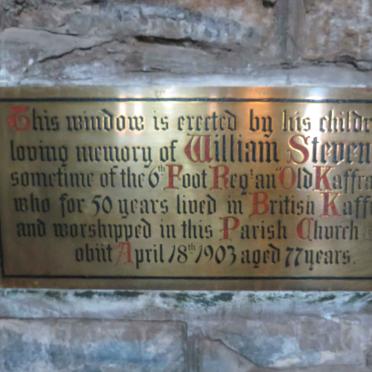 This window is erected by his childr
loving memory of William Steven
sometime of the 6th Foot Regt an "Old Kaffra
who for 50 years lived in British Kaff
and worshipped in this Parish Church
obiit April 18th 1903 aged 77 years.